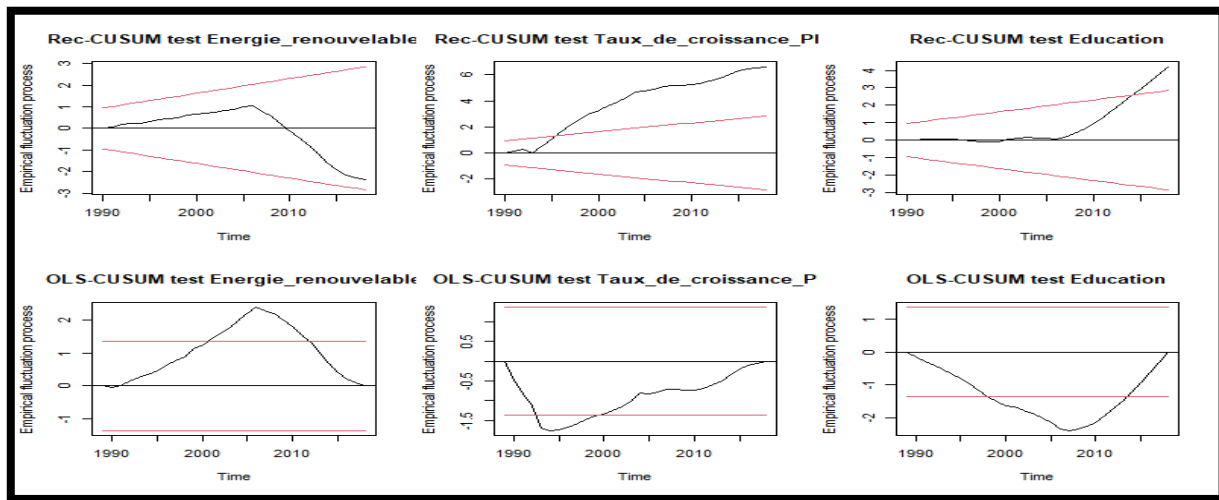 Rec-CUSUM test Energie_renouvelable
Empirical fluctuation process
3
2
1
0
-1
-2
-3
1990 2000 2010
Time
Rec-CUSUM test Taux_de_croissance_PI
Empirical fluctuation process
6
4
2
0
-2
1990 2000 2010
Time
Rec-CUSUM test Education
Empirical fluctuation process
4
3
2
1
0
-1
-2
-3
1990 2000 2010
Time
OLS-CUSUM test Energie_renouvelable
Empirical fluctuation process
2
1
0
-1
1990 2000 2010
Time
OLS-CUSUM test Taux_de_croissance_P
Empirical fluctuation process
0.5
-0.5
-1.5
1990 2000 2010
Time
OLS-CUSUM test Education
Empirical fluctuation process
1
0
-1
-2
1990 2000 2010
Time